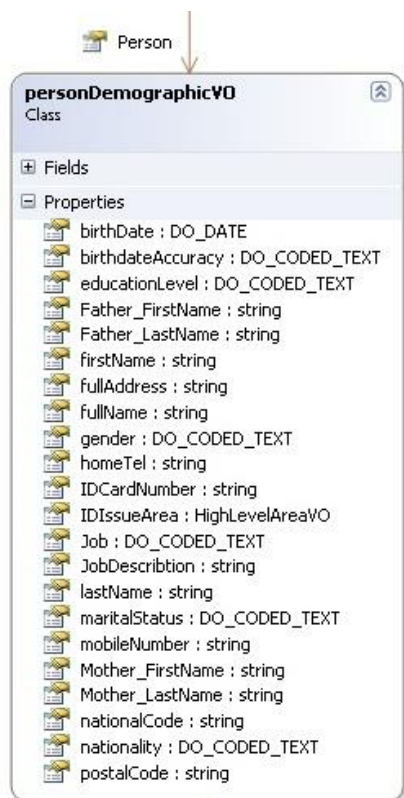 Person
personDemographicVO
Class
Fields
Properties
birthDate : DO_DATE
birthdateAccuracy : DO_CODED_TEXT
educationLevel : DO_CODED_TEXT
Father_FirstName : string
Father_LastName : string
firstName : string
fullAddress : string
fullName : string
gender : DO_CODED_TEXT
homeTel : string
IDCardNumber : string
IDIssueArea : HighLevelAreaVO
Job : DO_CODED_TEXT
JobDescribtion : string
lastName : string
maritalStatus : DO_CODED_TEXT
mobileNumber : string
Mother_FirstName : string
Mother_LastName : string
nationalCode : string
nationality : DO_CODED_TEXT
postalCode : string